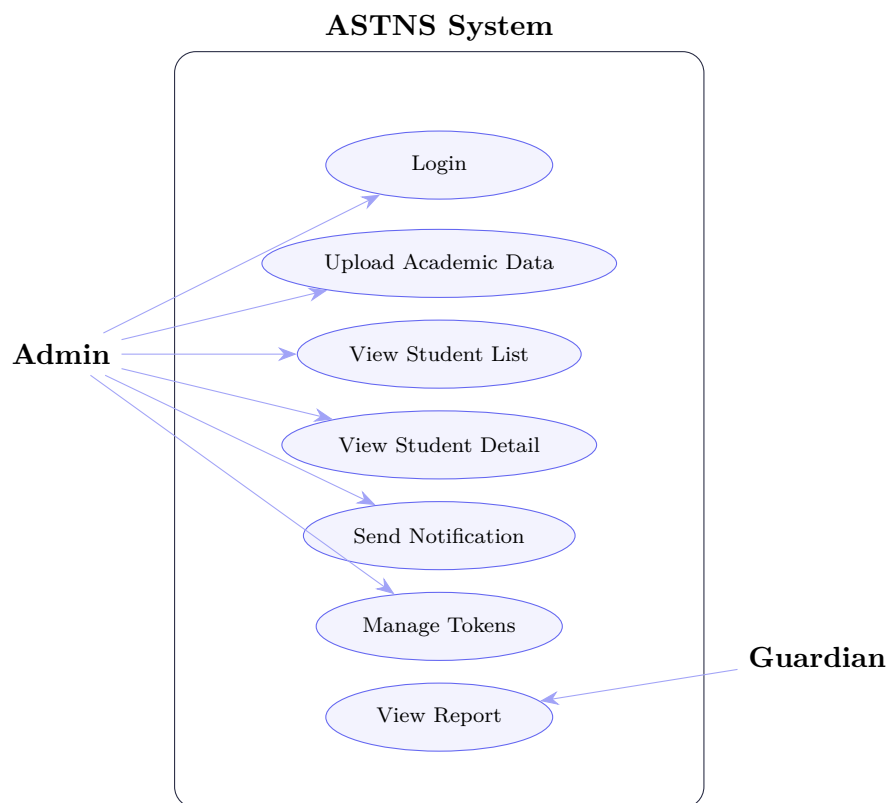 ASTNS System
Login
Upload Academic Data
Admin
View Student List
View Student Detail
Send Notification
Manage Tokens
Guardian
View Report